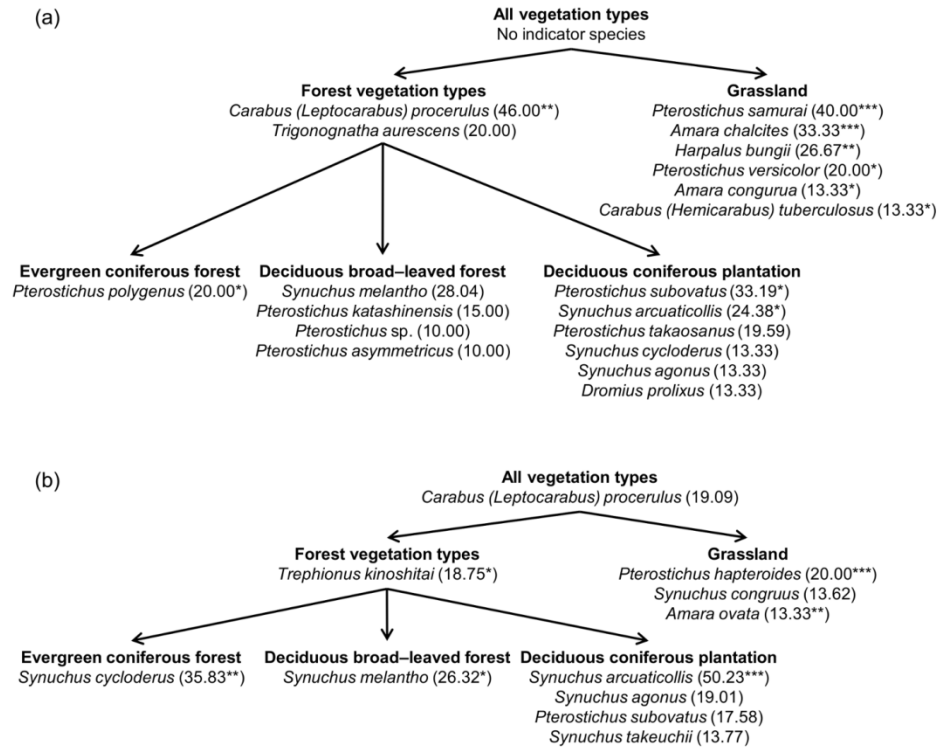 (a)
All vegetation types
No indicator species
Forest vegetation types
Carabus (Leptocarabus) procerulus (46.00**)
Trigonognatha aurescens (20.00)
Grassland
Pterostichus samurai (40.00***)
Amara chalcites (33.33***)
Harpalus bungii (26.67**)
Pterostichus versicolor (20.00*)
Amara congurua (13.33*)
Carabus (Hemicarabus) tuberculosus (13.33*)
Evergreen coniferous forest
Pterostichus polygenus (20.00*)
Deciduous broad–leaved forest
Synuchus melantho (28.04)
Pterostichus katashinensis (15.00)
Pterostichus sp. (10.00)
Pterostichus asymmetricus (10.00)
Deciduous coniferous plantation
Pterostichus subovatus (33.19*)
Synuchus arcuaticollis (24.38*)
Pterostichus takaosanus (19.59)
Synuchus cycloderus (13.33)
Synuchus agonus (13.33)
Dromius prolixus (13.33)
(b)
All vegetation types
Carabus (Leptocarabus) procerulus (19.09)
Forest vegetation types
Trephionus kinoshitai (18.75*)
Grassland
Pterostichus hapteroides (20.00***)
Synuchus congruus (13.62)
Amara ovata (13.33**)
Evergreen coniferous forest
Synuchus cycloderus (35.83**)
Deciduous broad–leaved forest
Synuchus melantho (26.32*)
Deciduous coniferous plantation
Synuchus arcuaticollis (50.23***)
Synuchus agonus (19.01)
Pterostichus subovatus (17.58)
Synuchus takeuchii (13.77)